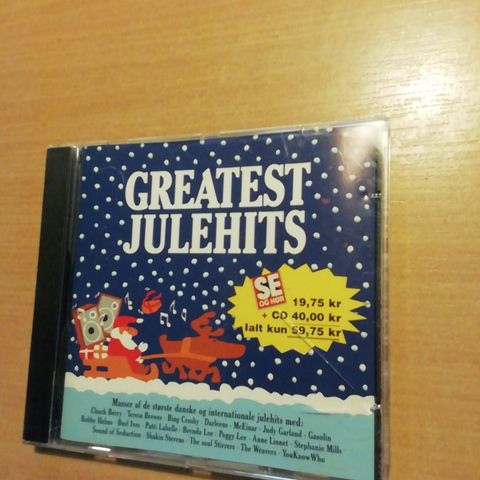 GREATEST
JULEHITS
SE
OG HØR
19,75 kr
+ CD 40,00 kr
Ialt kun 59,75 kr
Masser af de største danske og internationale julehits med:
Chuck Berry · Teresa Brewer · Bing Crosby · Darleens · McEinar · Judy Garland · Gasolin
Bobby Helms · Burl Ives · Patti Labelle · Brenda Lee · Peggy Lee · Anne Linnet · Stephanie Mills
Sound of Seduction · Shakin Stevens · The soul Stirrers · The Weavers · YouKnowWho